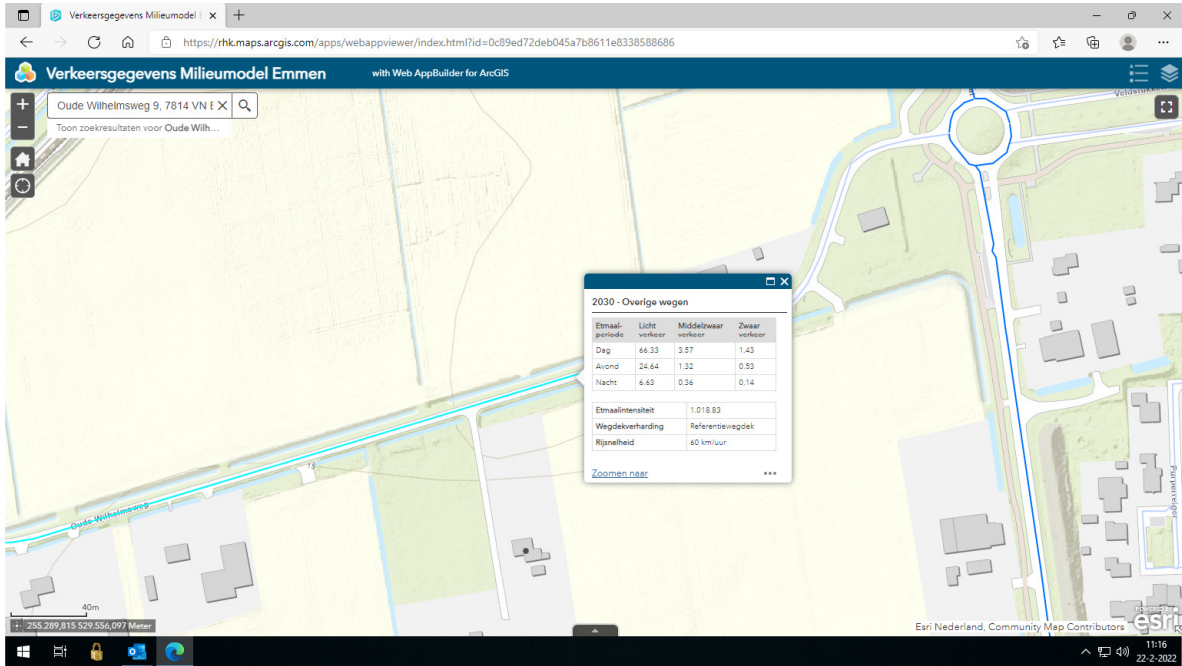 Verkeersgegevens Milieumodel E
https://rhk.maps.arcgis.com/apps/webappviewer/index.html?id=0c89ed72deb045a7b8611e8338588686
Verkeersgegevens Milieumodel Emmen
with Web AppBuilder for ArcGIS
Oude Wilhelmsweg 9, 7814 VN E
Toon zoekresultaten voor Oude Wilh...
Veldstukken
2030 - Overige wegen
Etmaal-periode Licht verkeer Middelzwaar verkeer Zwaar verkeer
Dag 66.33 3.57 1.43
Avond 24,64 1.32 0.53
Nacht 6,63 0,36 0,14
Etmaalintensiteit 1.018,83
Wegdekverharding Referentiewegdek
Rijsnelheid 60 km/uur
Zoomen naar
15
Oude Wilhelmsweg
Purperreiger
40m
255.289,815 529.556,097 Meter
Esri Nederland, Community Map Contributors
POWERED BY
esri
11:16
22-2-2022